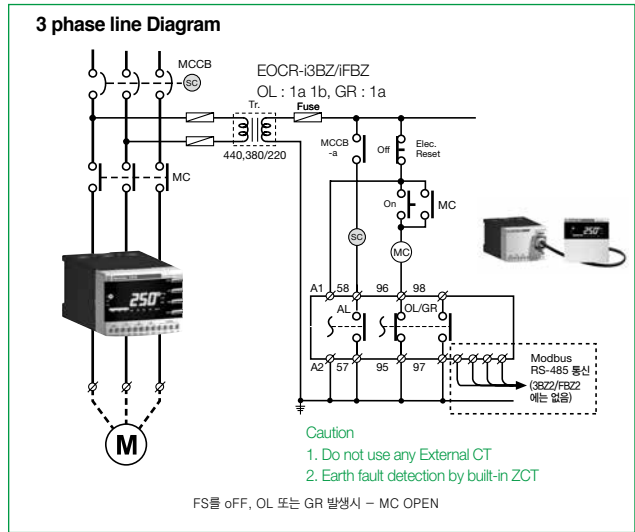 3 phase line Diagram
MCCB
SC
EOCR-i3BZ/iFBZ
OL : 1a 1b, GR : 1a
Tr.
Fuse
440,380/220
MCCB
-a
Off
Elec.
Reset
MC
On
MC
SC
MC
250
250
A1 58 96 98
AL
OL/GR
A2 57 95 97
Modbus
RS-485 통신
(3BZ2/FBZ2
에는 없음)
M
Caution
1. Do not use any External CT
2. Earth fault detection by built-in ZCT
FS를 oFF, OL 또는 GR 발생시 – MC OPEN